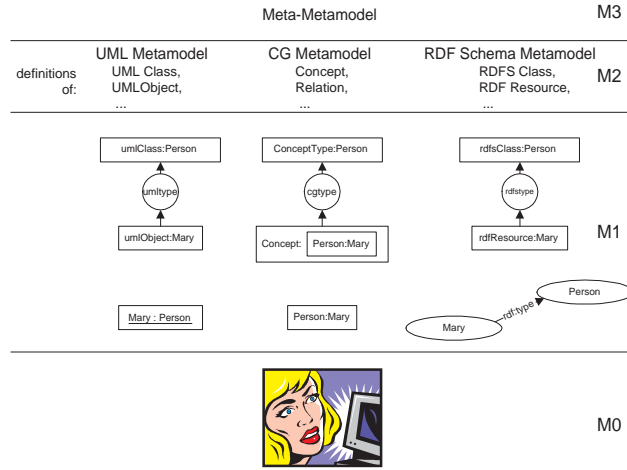 Meta-Metamodel
M3
UML Metamodel
CG Metamodel
RDF Schema Metamodel
definitions
of:
UML Class,
UMLObject,
...
Concept,
Relation,
...
RDFS Class,
RDF Resource,
...
M2
umlClass:Person
ConceptType:Person
rdfsClass:Person
umltype
cgtype
rdfstype
umlObject:Mary
Concept:
Person:Mary
rdfResource:Mary
M1
Mary : Person
Person:Mary
Mary
rdf:type
Person
M0